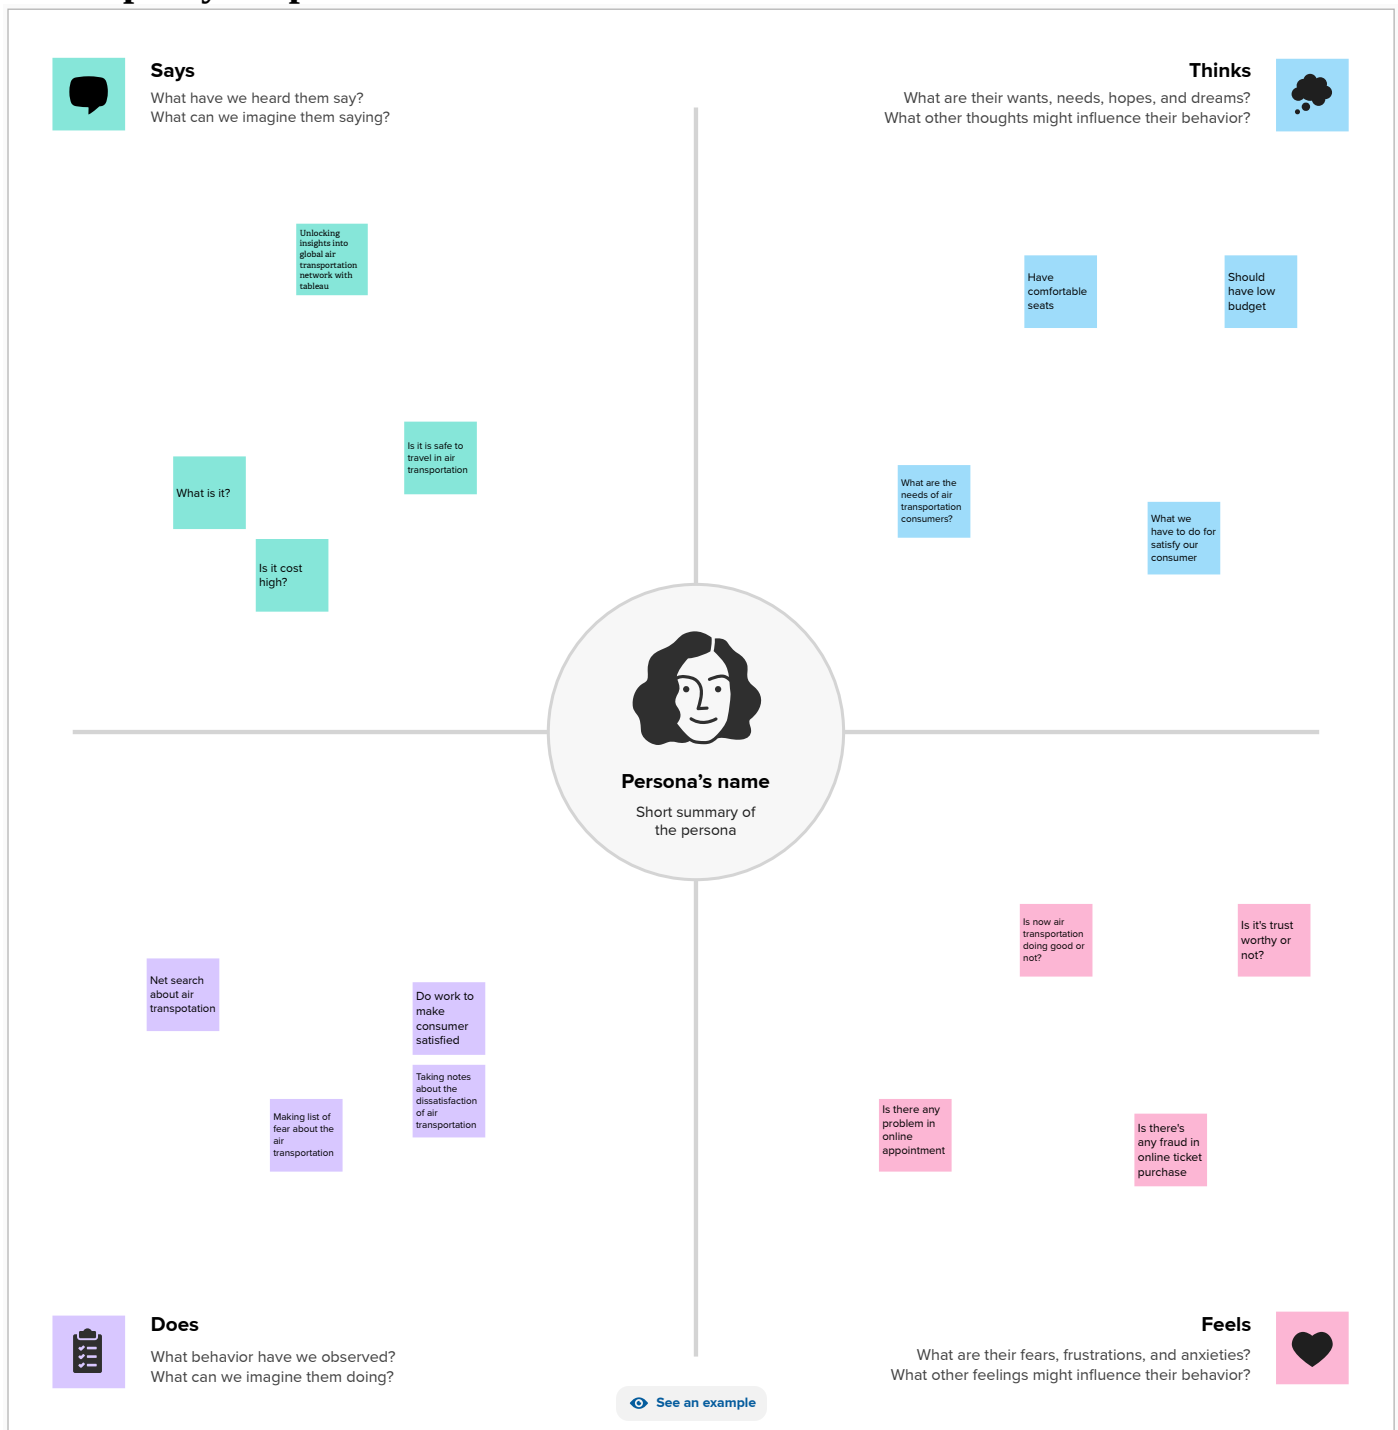 Says
What have we heard them say?
What can we imagine them saying?
Thinks
What are their wants, needs, hopes, and dreams?
What other thoughts might influence their behavior?
Unlocking
insights into
global air
transportation
network with
tableau
Have
comfortable
seats
Should
have low
budget
Is it is safe to
travel in air
transportation
What is it?
Is it cost
high?
What are the
needs of air
transportation
consumers?
What we
have to do for
satisfy our
consumer
Persona's name
Short summary of
the persona
Net search
about air
transpotation
Do work to
make
consumer
satisfied
Taking notes
about the
dissatisfaction
of air
transportation
Making list of
fear about the
air
transportation
Is now air
transportation
doing good or
not?
Is it's trust
worthy or
not?
Is there any
problem in
online
appointment
Is there's
any fraud in
online ticket
purchase
Does
What behavior have we observed?
What can we imagine them doing?
Feels
What are their fears, frustrations, and anxieties?
What other feelings might influence their behavior?
See an example